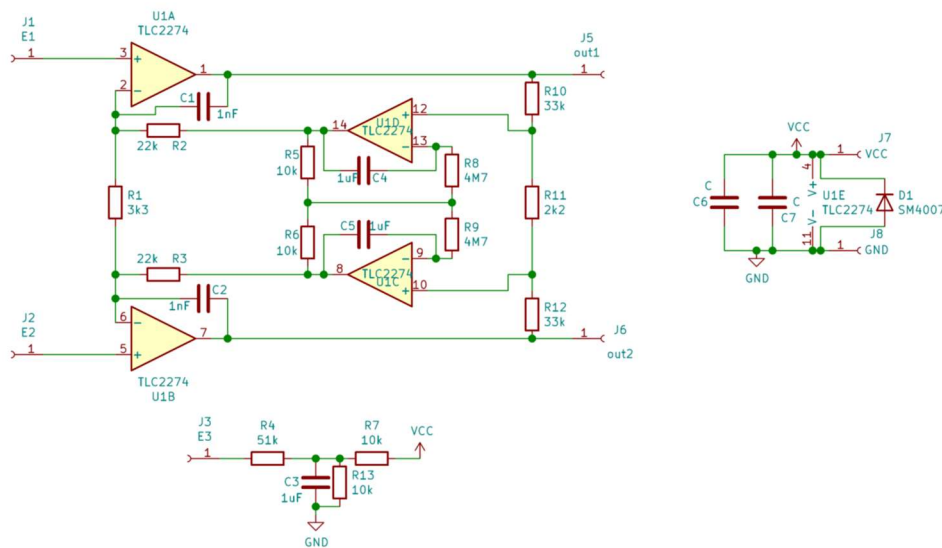 U1A
TLC2274
J1
E1
1
3
+
2
−
1
J5
out1
1
C1
1nF
R10
33k
12
+
14
U1D
TLC2274
13
−
22k R2
R5
10k
1uF C4
R8
4M7
R1
3k3
R11
2k2
R6
10k
C5 1uF
R9
4M7
R3
22k
8
9
−
TLC2274
U1C
10
+
C2
1nF
R12
33k
J2
E2
1
6
−
5
+
7
J6
1
out2
TLC2274
U1B
J3
E3
1
R4
51k
R7
10k
VCC
C3
1uF
R13
10k
GND
VCC
J7
1
VCC
4
V+
C
C6
C
C7
U1E
TLC2274
V−
11
D1
SM4007
J8
1
GND
GND